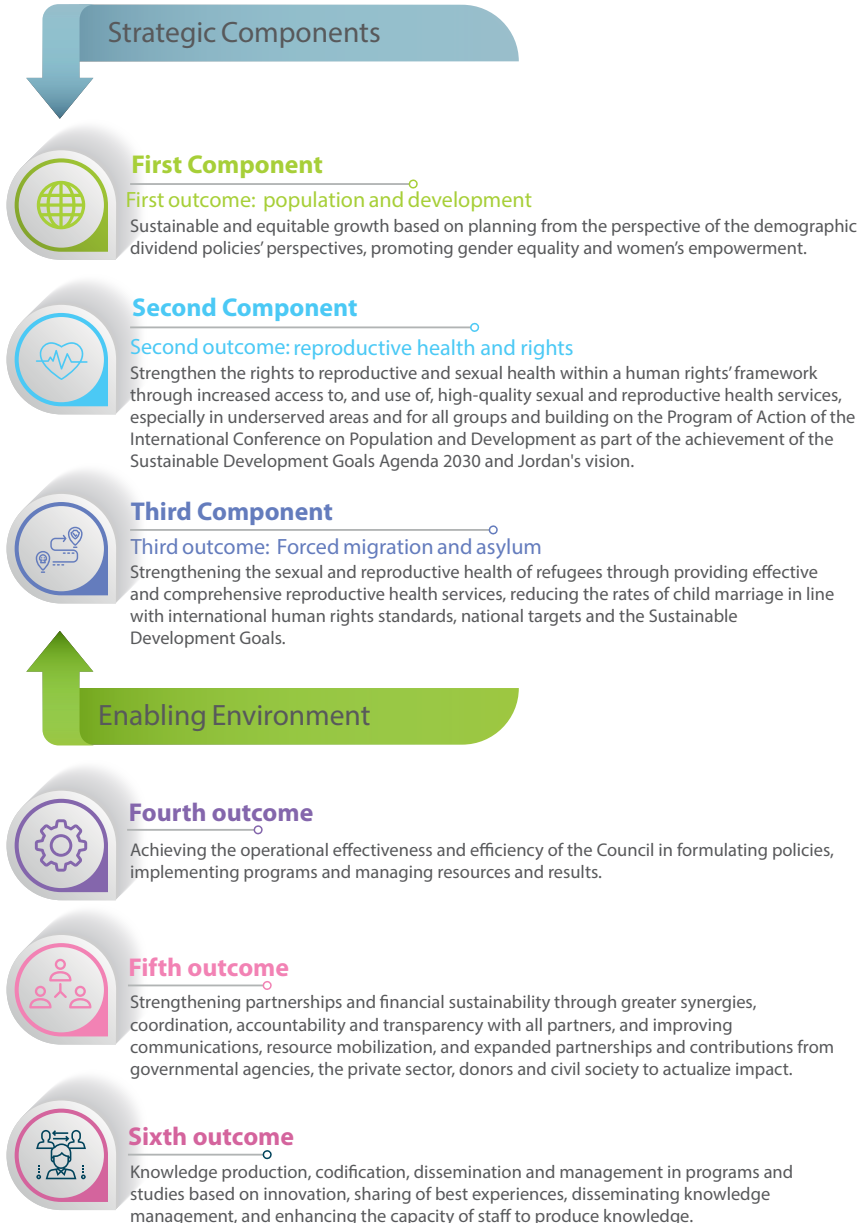 Strategic Components
First Component
First outcome: population and development
Sustainable and equitable growth based on planning from the perspective of the demographic
dividend policies' perspectives, promoting gender equality and women's empowerment.
Second Component
Second outcome: reproductive health and rights
Strengthen the rights to reproductive and sexual health within a human rights' framework
through increased access to, and use of, high-quality sexual and reproductive health services,
especially in underserved areas and for all groups and building on the Program of Action of the
International Conference on Population and Development as part of the achievement of the
Sustainable Development Goals Agenda 2030 and Jordan's vision.
Third Component
Third outcome: Forced migration and asylum
Strengthening the sexual and reproductive health of refugees through providing effective
and comprehensive reproductive health services, reducing the rates of child marriage in line
with international human rights standards, national targets and the Sustainable
Development Goals.
Enabling Environment
Fourth outcome
Achieving the operational effectiveness and efficiency of the Council in formulating policies,
implementing programs and managing resources and results.
Fifth outcome
Strengthening partnerships and financial sustainability through greater synergies,
coordination, accountability and transparency with all partners, and improving
communications, resource mobilization, and expanded partnerships and contributions from
governmental agencies, the private sector, donors and civil society to actualize impact.
Sixth outcome
Knowledge production, codification, dissemination and management in programs and
studies based on innovation, sharing of best experiences, disseminating knowledge
management, and enhancing the capacity of staff to produce knowledge.